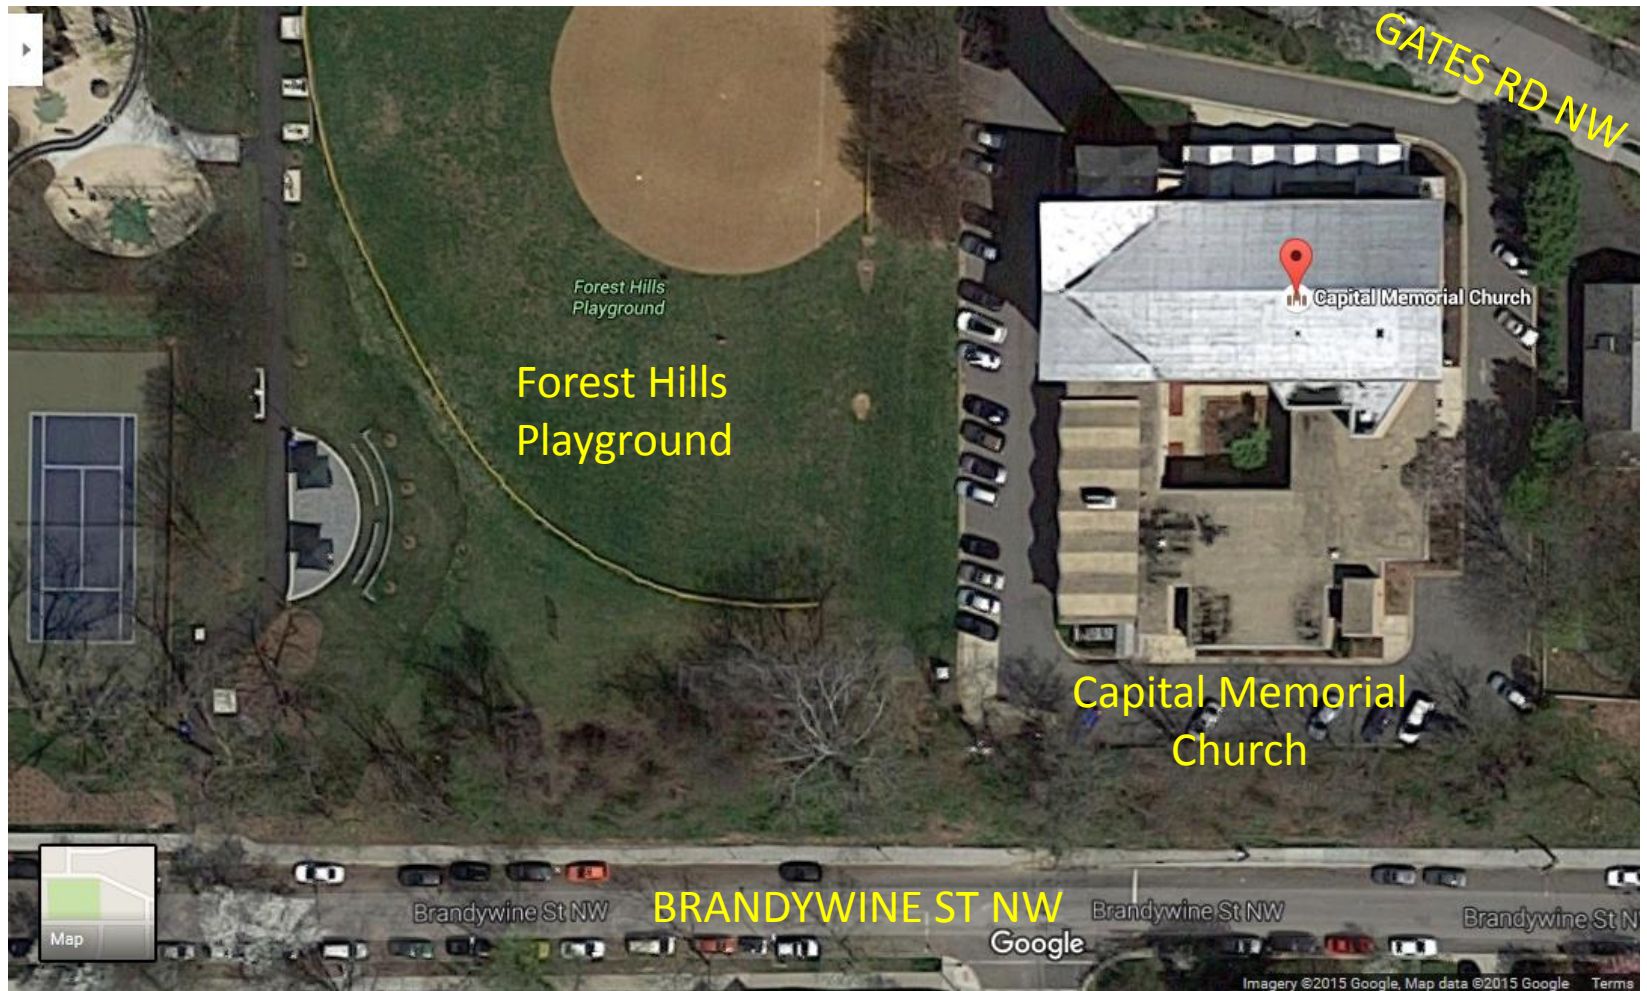 GATES RD NW
Capital Memorial Church
Forest Hills
Playground
Forest Hills
Playground
Capital Memorial
Church
Brandywine St NW
BRANDYWINE ST NW
Brandywine St NW
Brandywine St N
Map
Google
Imagery ©2015 Google, Map data ©2015 Google Terms